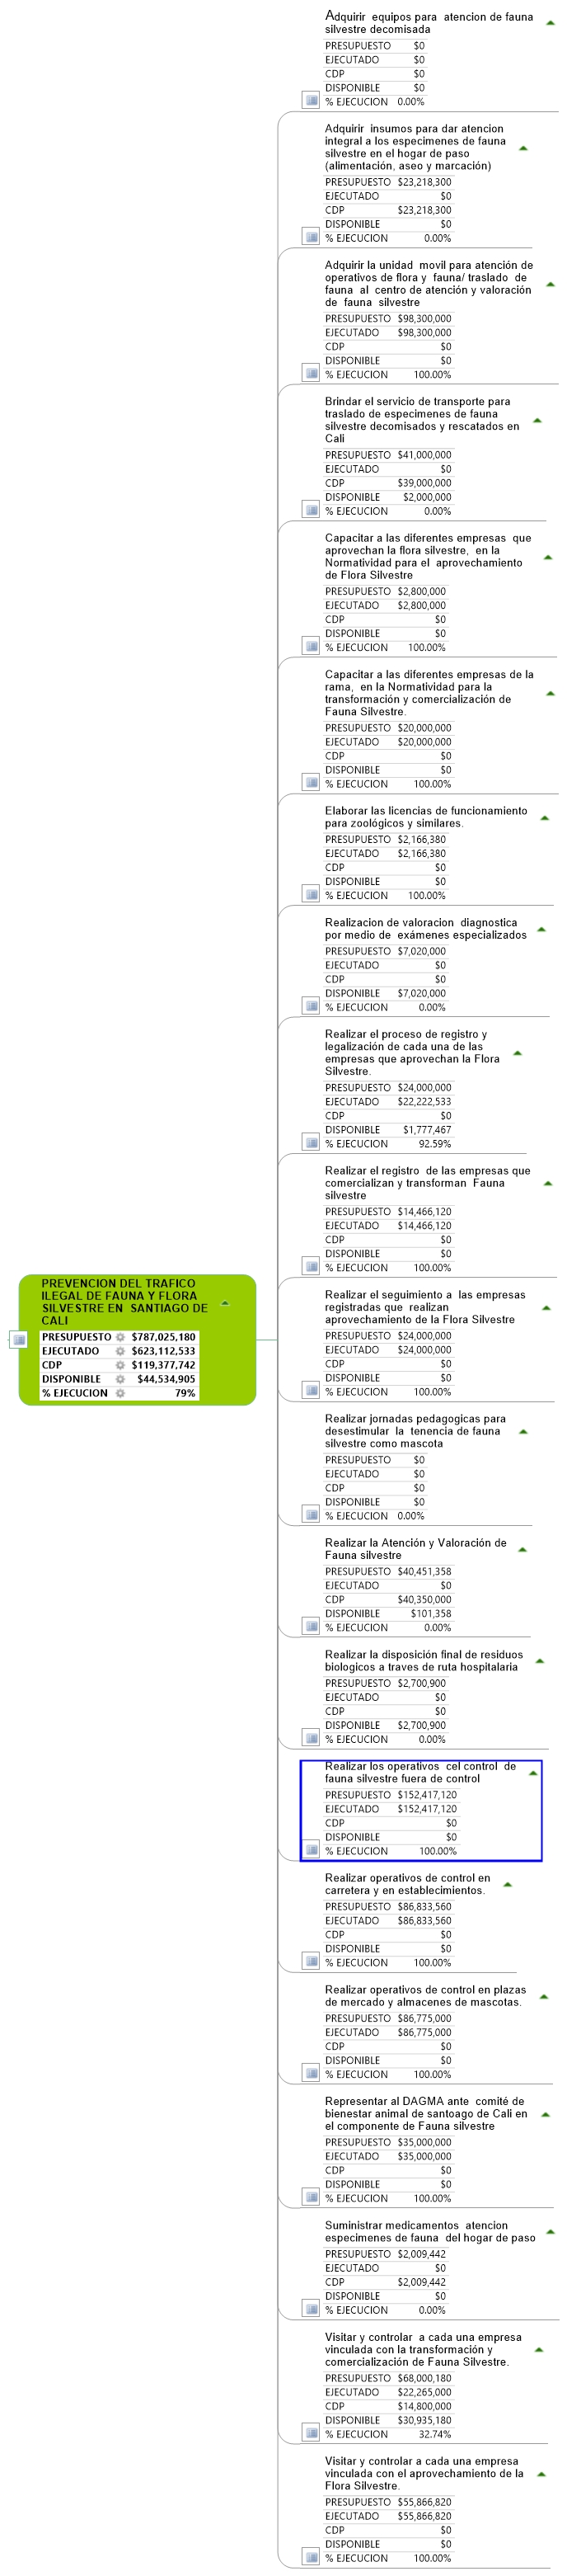 Adquirir equipos para atencion de fauna
silvestre decomisada
PRESUPUESTO $0
EJECUTADO $0
CDP $0
DISPONIBLE $0
% EJECUCION 0.00%
Adquirir insumos para dar atencion
integral a los especimenes de fauna
silvestre en el hogar de paso
(alimentación, aseo y marcación)
PRESUPUESTO $23,218,300
EJECUTADO $0
CDP $23,218,300
DISPONIBLE $0
% EJECUCION 0.00%
Adquirir la unidad movil para atención de
operativos de flora y fauna/ traslado de
fauna al centro de atención y valoración
de fauna silvestre
PRESUPUESTO $98,300,000
EJECUTADO $98,300,000
CDP $0
DISPONIBLE $0
% EJECUCION 100.00%
Brindar el servicio de transporte para
traslado de especimenes de fauna
silvestre decomisados y rescatados en
Cali
PRESUPUESTO $41,000,000
EJECUTADO $0
CDP $39,000,000
DISPONIBLE $2,000,000
% EJECUCION 0.00%
Capacitar a las diferentes empresas que
aprovechan la flora silvestre, en la
Normatividad para el aprovechamiento
de Flora Silvestre
PRESUPUESTO $2,800,000
EJECUTADO $2,800,000
CDP $0
DISPONIBLE $0
% EJECUCION 100.00%
Capacitar a las diferentes empresas de la
rama, en la Normatividad para la
transformación y comercialización de
Fauna Silvestre.
PRESUPUESTO $20,000,000
EJECUTADO $20,000,000
CDP $0
DISPONIBLE $0
% EJECUCION 100.00%
Elaborar las licencias de funcionamiento
para zoológicos y similares.
PRESUPUESTO $2,166,380
EJECUTADO $2,166,380
CDP $0
DISPONIBLE $0
% EJECUCION 100.00%
Realizacion de valoracion diagnostica
por medio de exámenes especializados
PRESUPUESTO $7,020,000
EJECUTADO $0
CDP $0
DISPONIBLE $7,020,000
% EJECUCION 0.00%
Realizar el proceso de registro y
legalización de cada una de las
empresas que aprovechan la Flora
Silvestre.
PRESUPUESTO $24,000,000
EJECUTADO $22,222,533
CDP $0
DISPONIBLE $1,777,467
% EJECUCION 92.59%
Realizar el registro de las empresas que
comercializan y transforman Fauna
silvestre
PRESUPUESTO $14,466,120
EJECUTADO $14,466,120
CDP $0
DISPONIBLE $0
% EJECUCION 100.00%
PREVENCION DEL TRAFICO
ILEGAL DE FAUNA Y FLORA
SILVESTRE EN SANTIAGO DE
CALI
PRESUPUESTO $787,025,180
EJECUTADO $623,112,533
CDP $119,377,742
DISPONIBLE $44,534,905
% EJECUCION 79%
Realizar el seguimiento a las empresas
registradas que realizan
aprovechamiento de la Flora Silvestre
PRESUPUESTO $24,000,000
EJECUTADO $24,000,000
CDP $0
DISPONIBLE $0
% EJECUCION 100.00%
Realizar jornadas pedagogicas para
desestimular la tenencia de fauna
silvestre como mascota
PRESUPUESTO $0
EJECUTADO $0
CDP $0
DISPONIBLE $0
% EJECUCION 0.00%
Realizar la Atención y Valoración de
Fauna silvestre
PRESUPUESTO $40,451,358
EJECUTADO $0
CDP $40,350,000
DISPONIBLE $101,358
% EJECUCION 0.00%
Realizar la disposición final de residuos
biologicos a traves de ruta hospitalaria
PRESUPUESTO $2,700,900
EJECUTADO $0
CDP $0
DISPONIBLE $2,700,900
% EJECUCION 0.00%
Realizar los operativos cel control de
fauna silvestre fuera de control
PRESUPUESTO $152,417,120
EJECUTADO $152,417,120
CDP $0
DISPONIBLE $0
% EJECUCION 100.00%
Realizar operativos de control en
carretera y en establecimientos.
PRESUPUESTO $86,833,560
EJECUTADO $86,833,560
CDP $0
DISPONIBLE $0
% EJECUCION 100.00%
Realizar operativos de control en plazas
de mercado y almacenes de mascotas.
PRESUPUESTO $86,775,000
EJECUTADO $86,775,000
CDP $0
DISPONIBLE $0
% EJECUCION 100.00%
Representar al DAGMA ante comité de
bienestar animal de santoago de Cali en
el componente de Fauna silvestre
PRESUPUESTO $35,000,000
EJECUTADO $35,000,000
CDP $0
DISPONIBLE $0
% EJECUCION 100.00%
Suministrar medicamentos atencion
especimenes de fauna del hogar de paso
PRESUPUESTO $2,009,442
EJECUTADO $0
CDP $2,009,442
DISPONIBLE $0
% EJECUCION 0.00%
Visitar y controlar a cada una empresa
vinculada con la transformación y
comercialización de Fauna Silvestre.
PRESUPUESTO $68,000,180
EJECUTADO $22,265,000
CDP $14,800,000
DISPONIBLE $30,935,180
% EJECUCION 32.74%
Visitar y controlar a cada una empresa
vinculada con el aprovechamiento de la
Flora Silvestre.
PRESUPUESTO $55,866,820
EJECUTADO $55,866,820
CDP $0
DISPONIBLE $0
% EJECUCION 100.00%